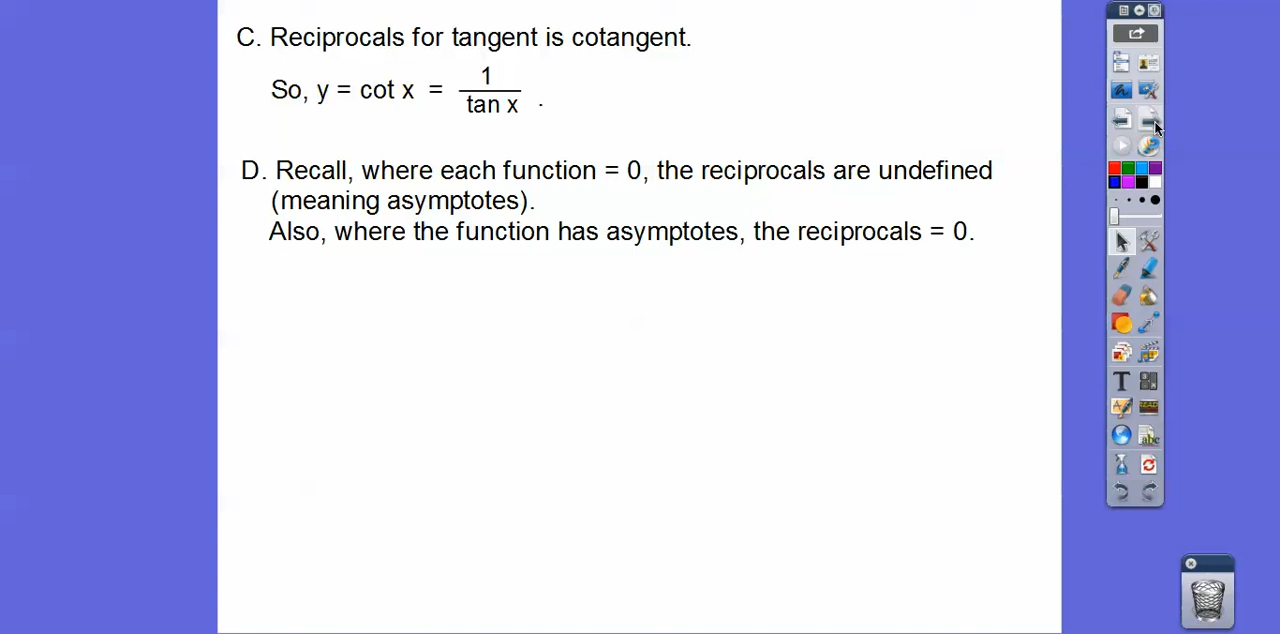 C. Reciprocals for tangent is cotangent.
So, y = cot x = 1 / tan x .
D. Recall, where each function = 0, the reciprocals are undefined
(meaning asymptotes).
Also, where the function has asymptotes, the reciprocals = 0.